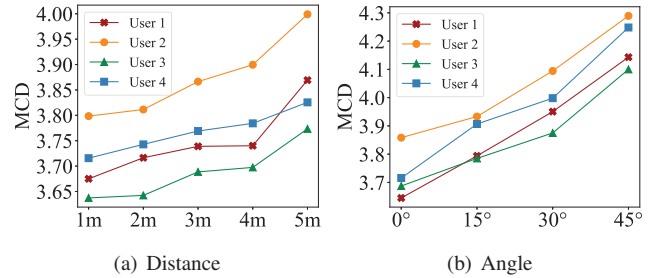 4.00
3.95
3.90
3.85
3.80
3.75
3.70
3.65
MCD
User 1
User 2
User 3
User 4
1m 2m 3m 4m 5m
(a) Distance
4.3
4.2
4.1
4.0
3.9
3.8
3.7
MCD
User 1
User 2
User 3
User 4
0° 15° 30° 45°
(b) Angle